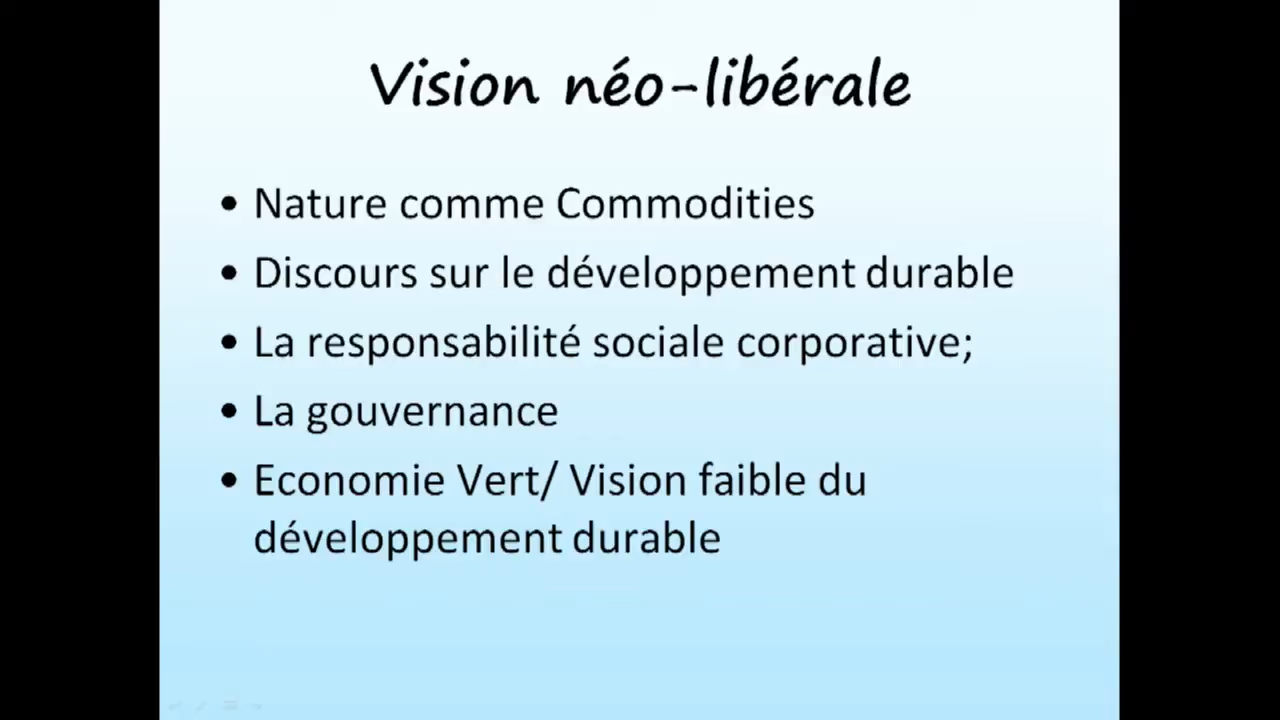 Vision néo-libérale
• Nature comme Commodities
• Discours sur le développement durable
• La responsabilité sociale corporative;
• La gouvernance
• Economie Vert/ Vision faible du
développement durable